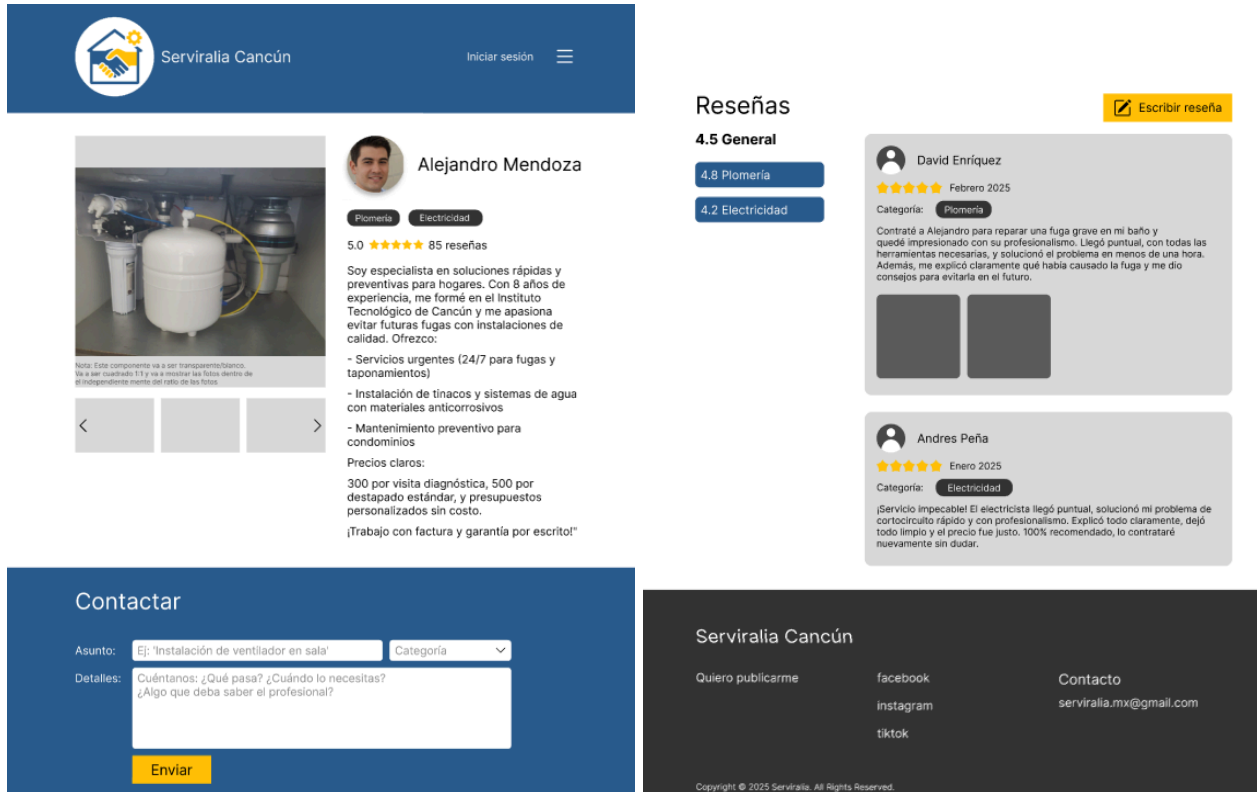 Serviralia Cancún
Iniciar sesión
Nota: Este componente va a ser transparente/blanco.
Va a ser cuadrado 1:1 y va a mostrar las fotos dentro de
el independiente mente del ratio de las fotos
Alejandro Mendoza
Plomería
Electricidad
5.0
85 reseñas
Soy especialista en soluciones rápidas y
preventivas para hogares. Con 8 años de
experiencia, me formé en el Instituto
Tecnológico de Cancún y me apasiona
evitar futuras fugas con instalaciones de
calidad. Ofrezco:
- Servicios urgentes (24/7 para fugas y
taponamientos)
- Instalación de tinacos y sistemas de agua
con materiales anticorrosivos
- Mantenimiento preventivo para
condominios
Precios claros:
300 por visita diagnóstica, 500 por
destapado estándar, y presupuestos
personalizados sin costo.
¡Trabajo con factura y garantía por escrito!"
Contactar
Asunto:
Ej: 'Instalación de ventilador en sala'
Categoría
Detalles:
Cuéntanos: ¿Qué pasa? ¿Cuándo lo necesitas?
¿Algo que deba saber el profesional?
Enviar
Reseñas
Escribir reseña
4.5 General
4.8 Plomería
4.2 Electricidad
David Enríquez
Febrero 2025
Categoría:
Plomería
Contraté a Alejandro para reparar una fuga grave en mi baño y
quedé impresionado con su profesionalismo. Llegó puntual, con todas las
herramientas necesarias, y solucionó el problema en menos de una hora.
Además, me explicó claramente qué había causado la fuga y me dio
consejos para evitarla en el futuro.
Andres Peña
Enero 2025
Categoría:
Electricidad
¡Servicio impecable! El electricista llegó puntual, solucionó mi problema de
cortocircuito rápido y con profesionalismo. Explicó todo claramente, dejó
todo limpio y el precio fue justo. 100% recomendado, lo contrataré
nuevamente sin dudar.
Serviralia Cancún
Quiero publicarme
facebook
instagram
tiktok
Contacto
serviralia.mx@gmail.com
Copyright © 2025 Serviralia. All Rights Reserved.